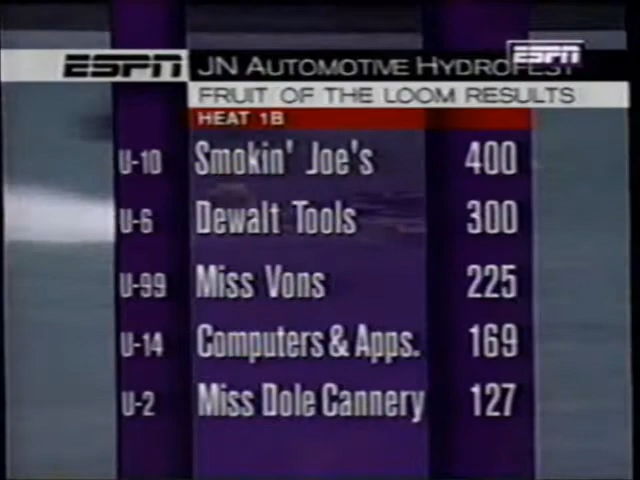 ESPN JN AUTOMOTIVE HYDROFEST ESPN
FRUIT OF THE LOOM RESULTS
HEAT 1B
U-10 Smokin' Joe's 400
U-6 Dewalt Tools 300
U-99 Miss Vons 225
U-14 Computers & Apps. 169
U-2 Miss Dole Cannery 127